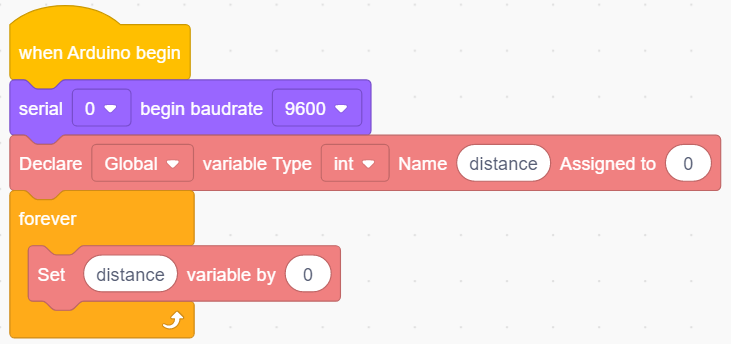 when Arduino begin
serial 0 begin baudrate 9600
Declare Global variable Type int Name distance Assigned to 0
forever
Set distance variable by 0